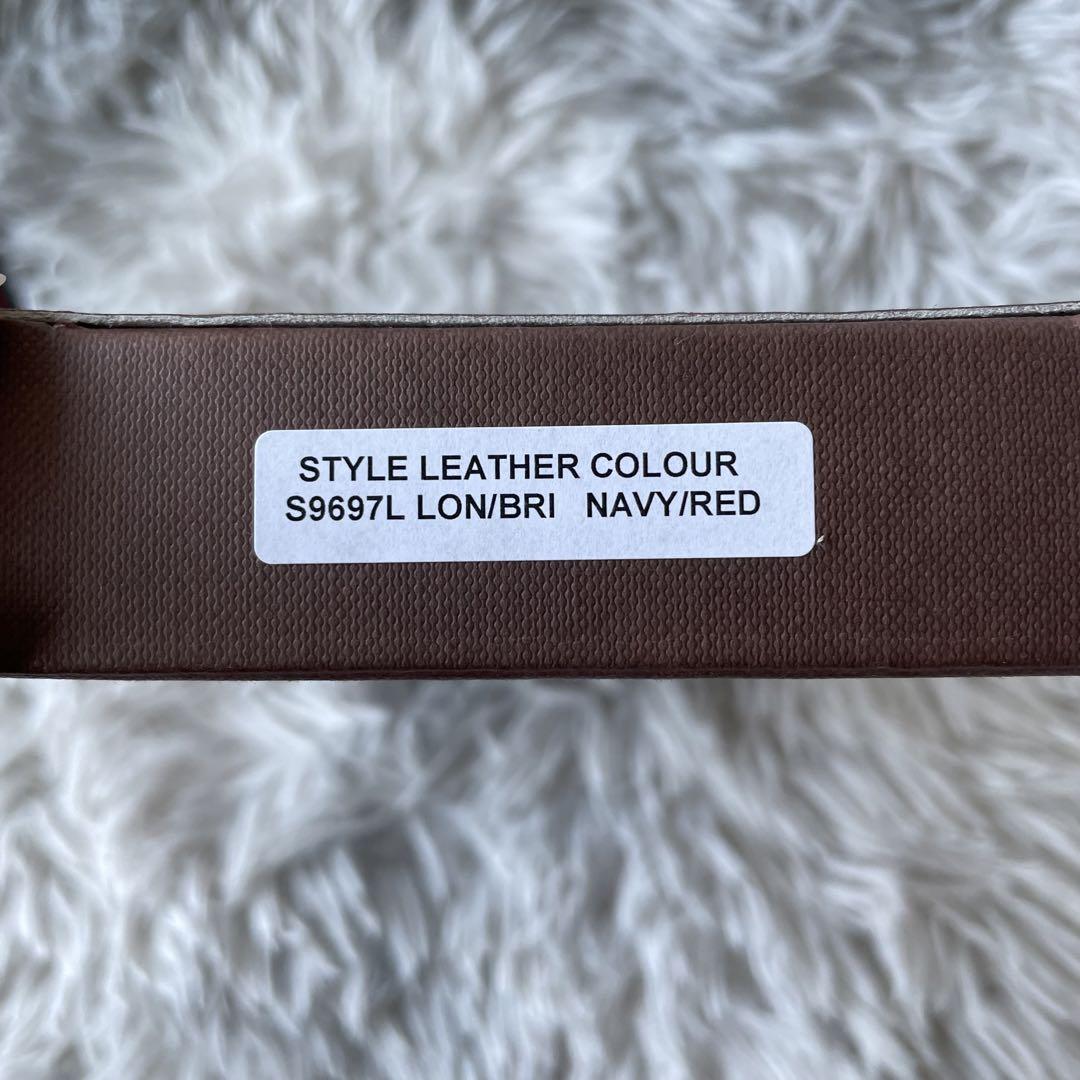 STYLE LEATHER COLOUR
S9697L LON/BRI NAVY/RED